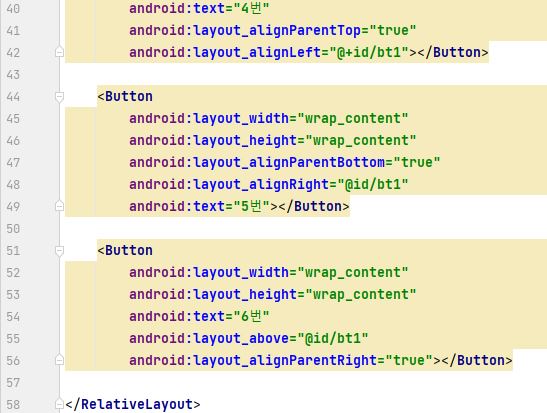 40 android:text="4번"
41 android:layout_alignParentTop="true"
42 android:layout_alignLeft="@+id/bt1"></Button>
43
44 <Button
45 android:layout_width="wrap_content"
46 android:layout_height="wrap_content"
47 android:layout_alignParentBottom="true"
48 android:layout_alignRight="@id/bt1"
49 android:text="5번"></Button>
50
51 <Button
52 android:layout_width="wrap_content"
53 android:layout_height="wrap_content"
54 android:text="6번"
55 android:layout_above="@id/bt1"
56 android:layout_alignParentRight="true"></Button>
57
58 </RelativeLayout>